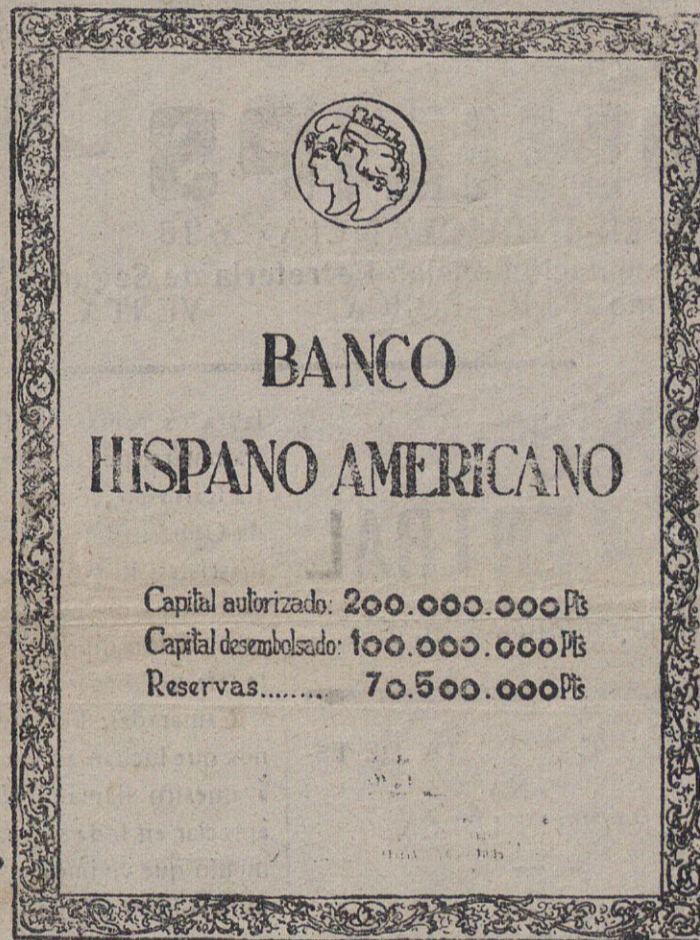 BANCO
HISPANO AMERICANO
Capital autorizado: 200.000.000 Pts
Capital desembolsado: 100.000.000 Pts
Reservas........ 70.500.000 Pts